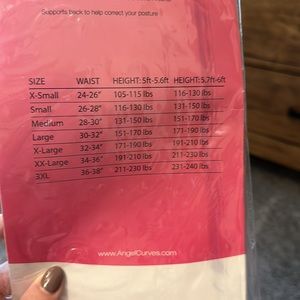 Supports back to help correct your posture
SIZE WAIST HEIGHT: 5ft-5.6ft HEIGHT: 5.7ft-6ft
X-Small 24-26" 105-115 lbs 116-130 lbs
Small 26-28" 116-130 lbs 131-150 lbs
Medium 28-30" 131-150 lbs 151-170 lbs
Large 30-32" 151-170 lbs 171-190 lbs
X-Large 32-34" 171-190 lbs 191-210 lbs
XX-Large 34-36" 191-210 lbs 211-230 lbs
3XL 36-38" 211-230 lbs 231-240 lbs
www.AngelCurves.com